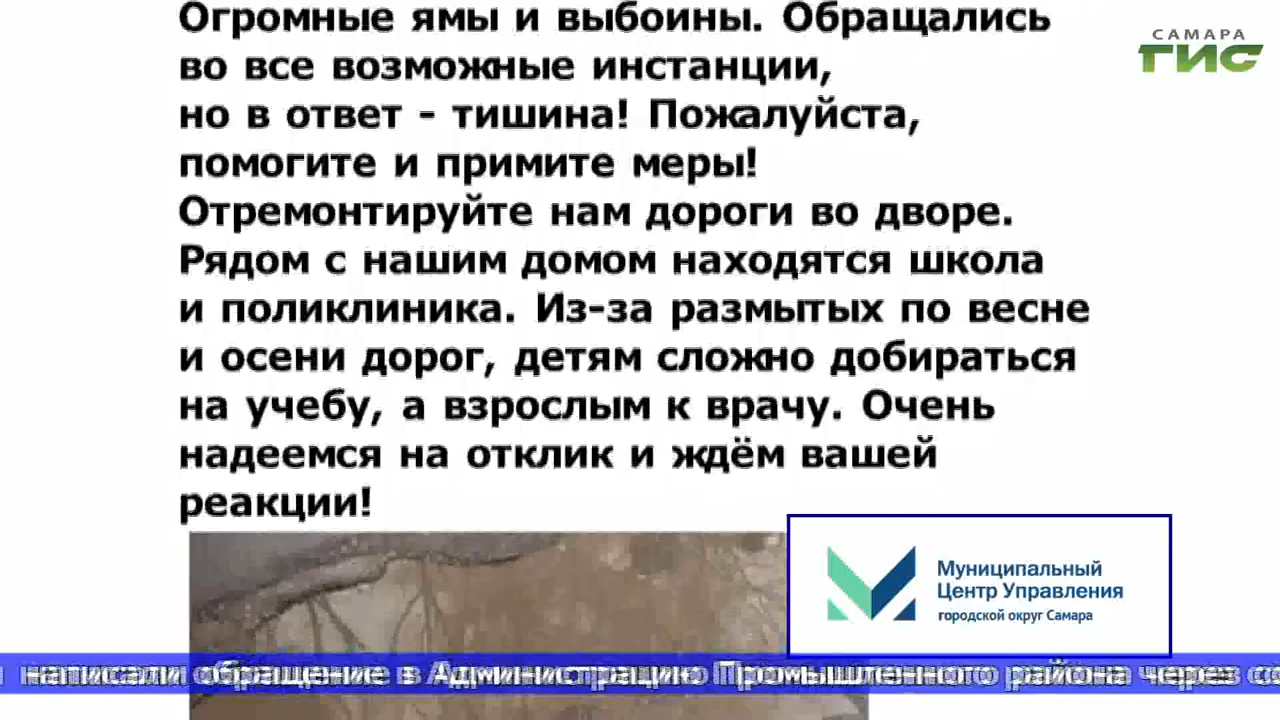 Огромные ямы и выбоины. Обращались
во все возможные инстанции,
но в ответ - тишина! Пожалуйста,
помогите и примите меры!
Отремонтируйте нам дороги во дворе.
Рядом с нашим домом находятся школа
и поликлиника. Из-за размытых по весне
и осени дорог, детям сложно добираться
на учебу, а взрослым к врачу. Очень
надеемся на отклик и ждём вашей
реакции!
САМАРА
ГИС
Муниципальный
Центр Управления
городской округ Самара
написали обращение в Администрацию Промышленного района через со